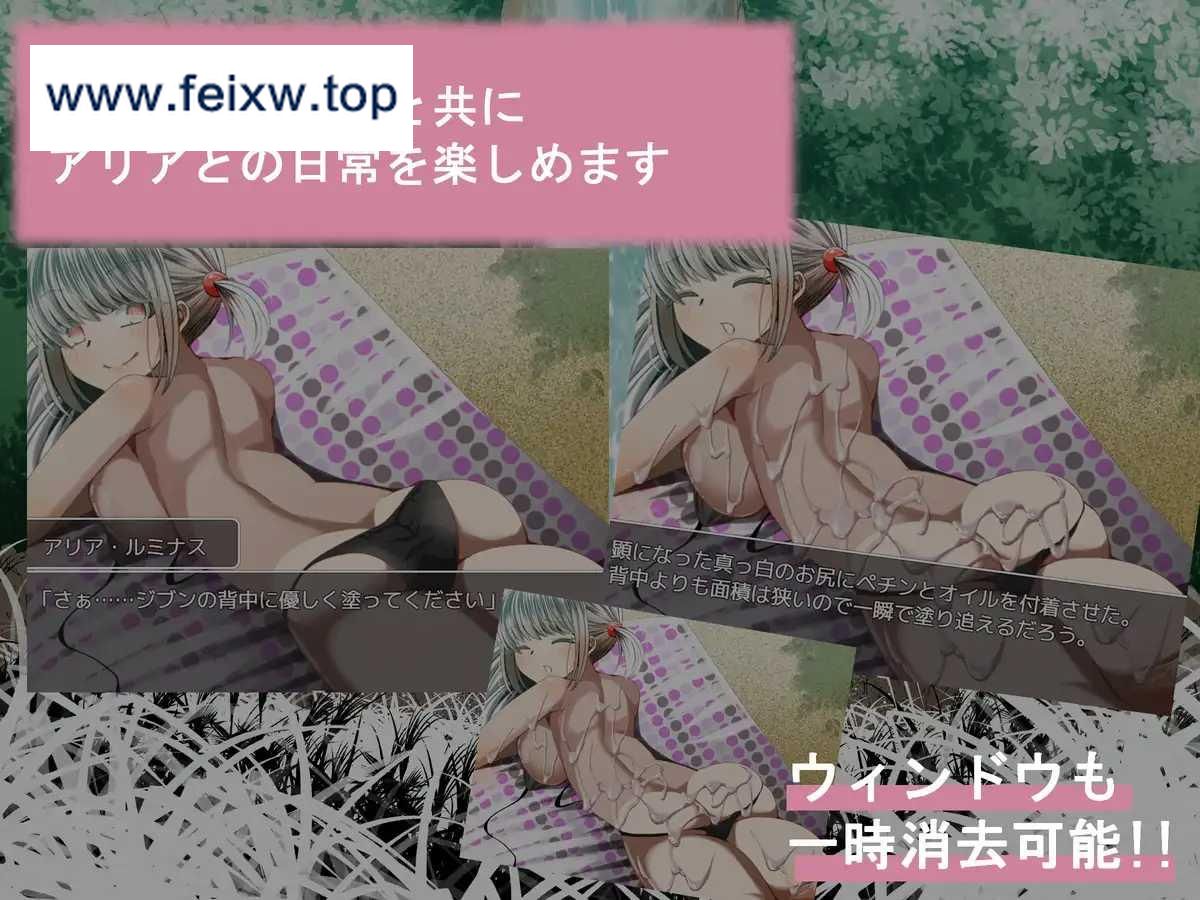 www.feixw.top
と共に
アリアとの日常を楽しめます
アリア・ルミナス
「さぁ……ジブンの背中に優しく塗ってください」
顕になった真っ白のお尻にペチンとオイルを付着させた。
背中よりも面積は狭いので一瞬で塗り追えるだろう。
ウィンドウも
一時消去可能!!